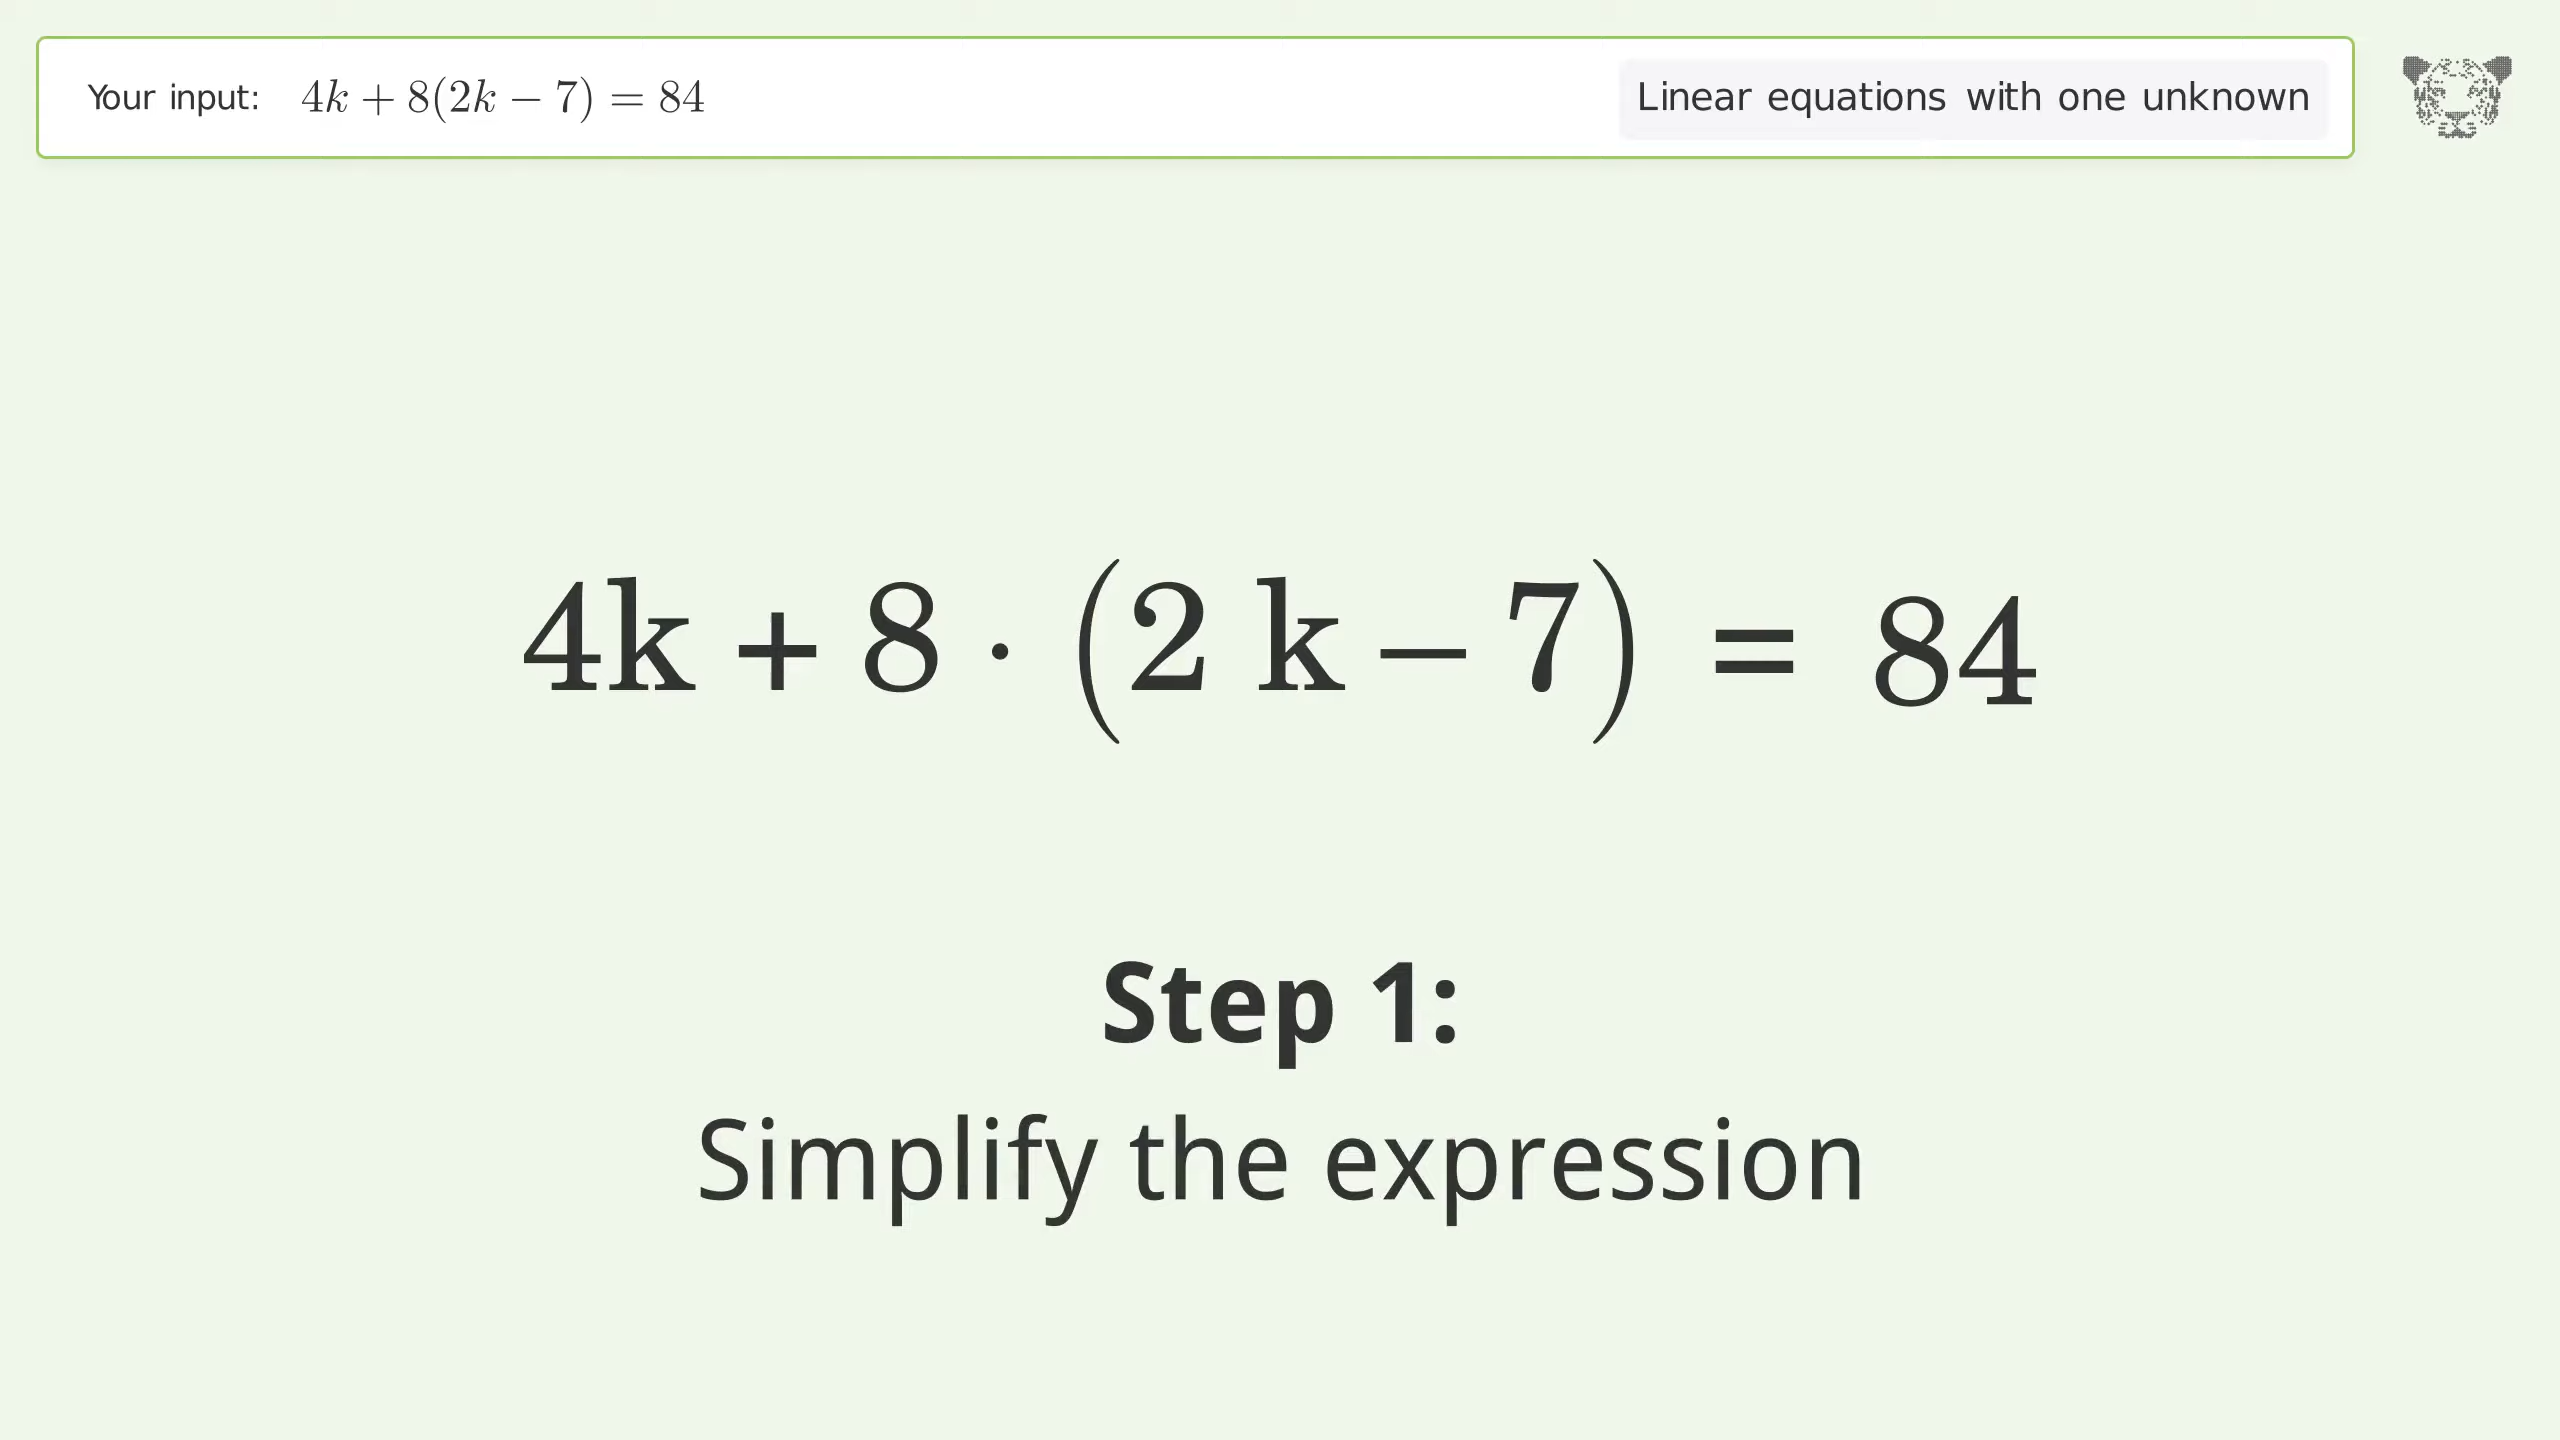 Your input: 4k + 8(2k − 7) = 84
Linear equations with one unknown
4k + 8 · (2 k − 7) = 84
Step 1:
Simplify the expression